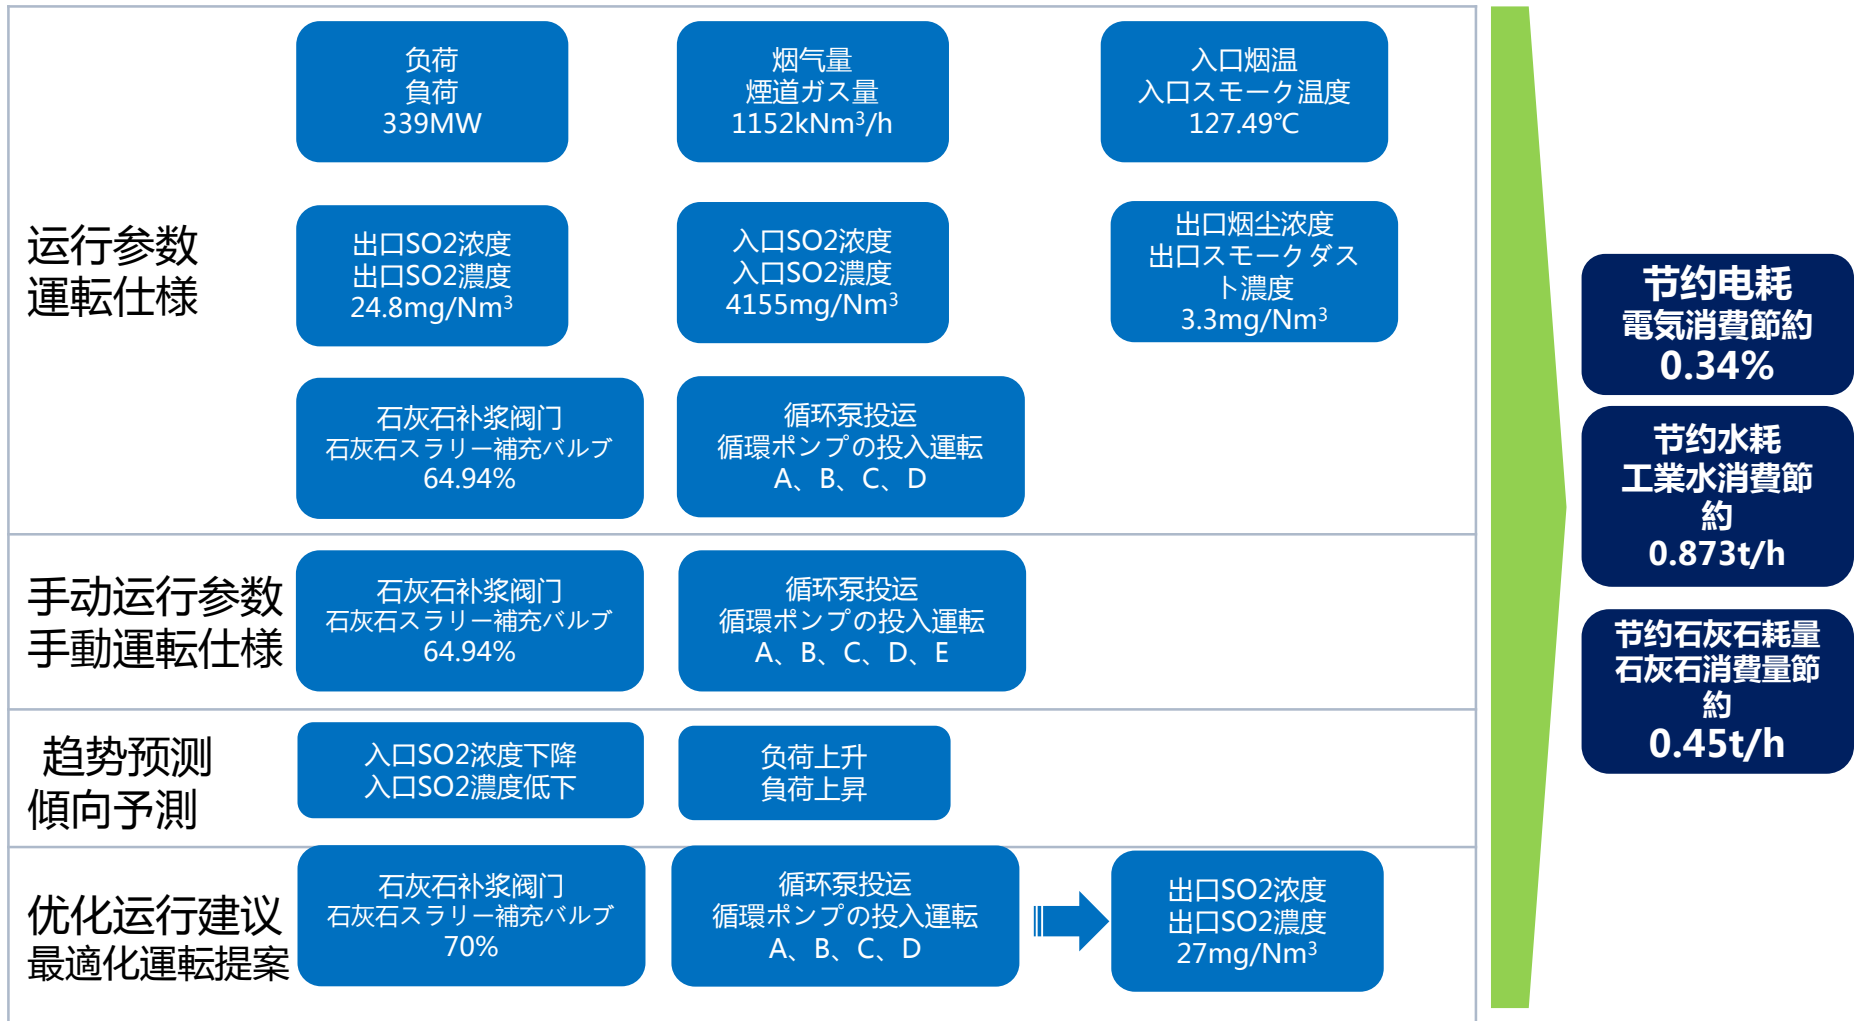 运行参数
運転仕様
负荷
負荷
339MW
烟气量
煙道ガス量
1152kNm³/h
入口烟温
入口スモーク温度
127.49℃
出口SO2浓度
出口SO2濃度
24.8mg/Nm³
入口SO2浓度
入口SO2濃度
4155mg/Nm³
出口烟尘浓度
出口スモークダス
ト濃度
3.3mg/Nm³
石灰石补浆阀门
石灰石スラリー補充バルブ
64.94%
循环泵投运
循環ポンプの投入運転
A、B、C、D
手动运行参数
手動運転仕様
石灰石补浆阀门
石灰石スラリー補充バルブ
64.94%
循环泵投运
循環ポンプの投入運転
A、B、C、D、E
趋势预测
傾向予測
入口SO2浓度下降
入口SO2濃度低下
负荷上升
負荷上昇
优化运行建议
最適化運転提案
石灰石补浆阀门
石灰石スラリー補充バルブ
70%
循环泵投运
循環ポンプの投入運転
A、B、C、D
出口SO2浓度
出口SO2濃度
27mg/Nm³
节约电耗
電気消費節約
0.34%
节约水耗
工業水消費節
約
0.873t/h
节约石灰石耗量
石灰石消費量節
約
0.45t/h